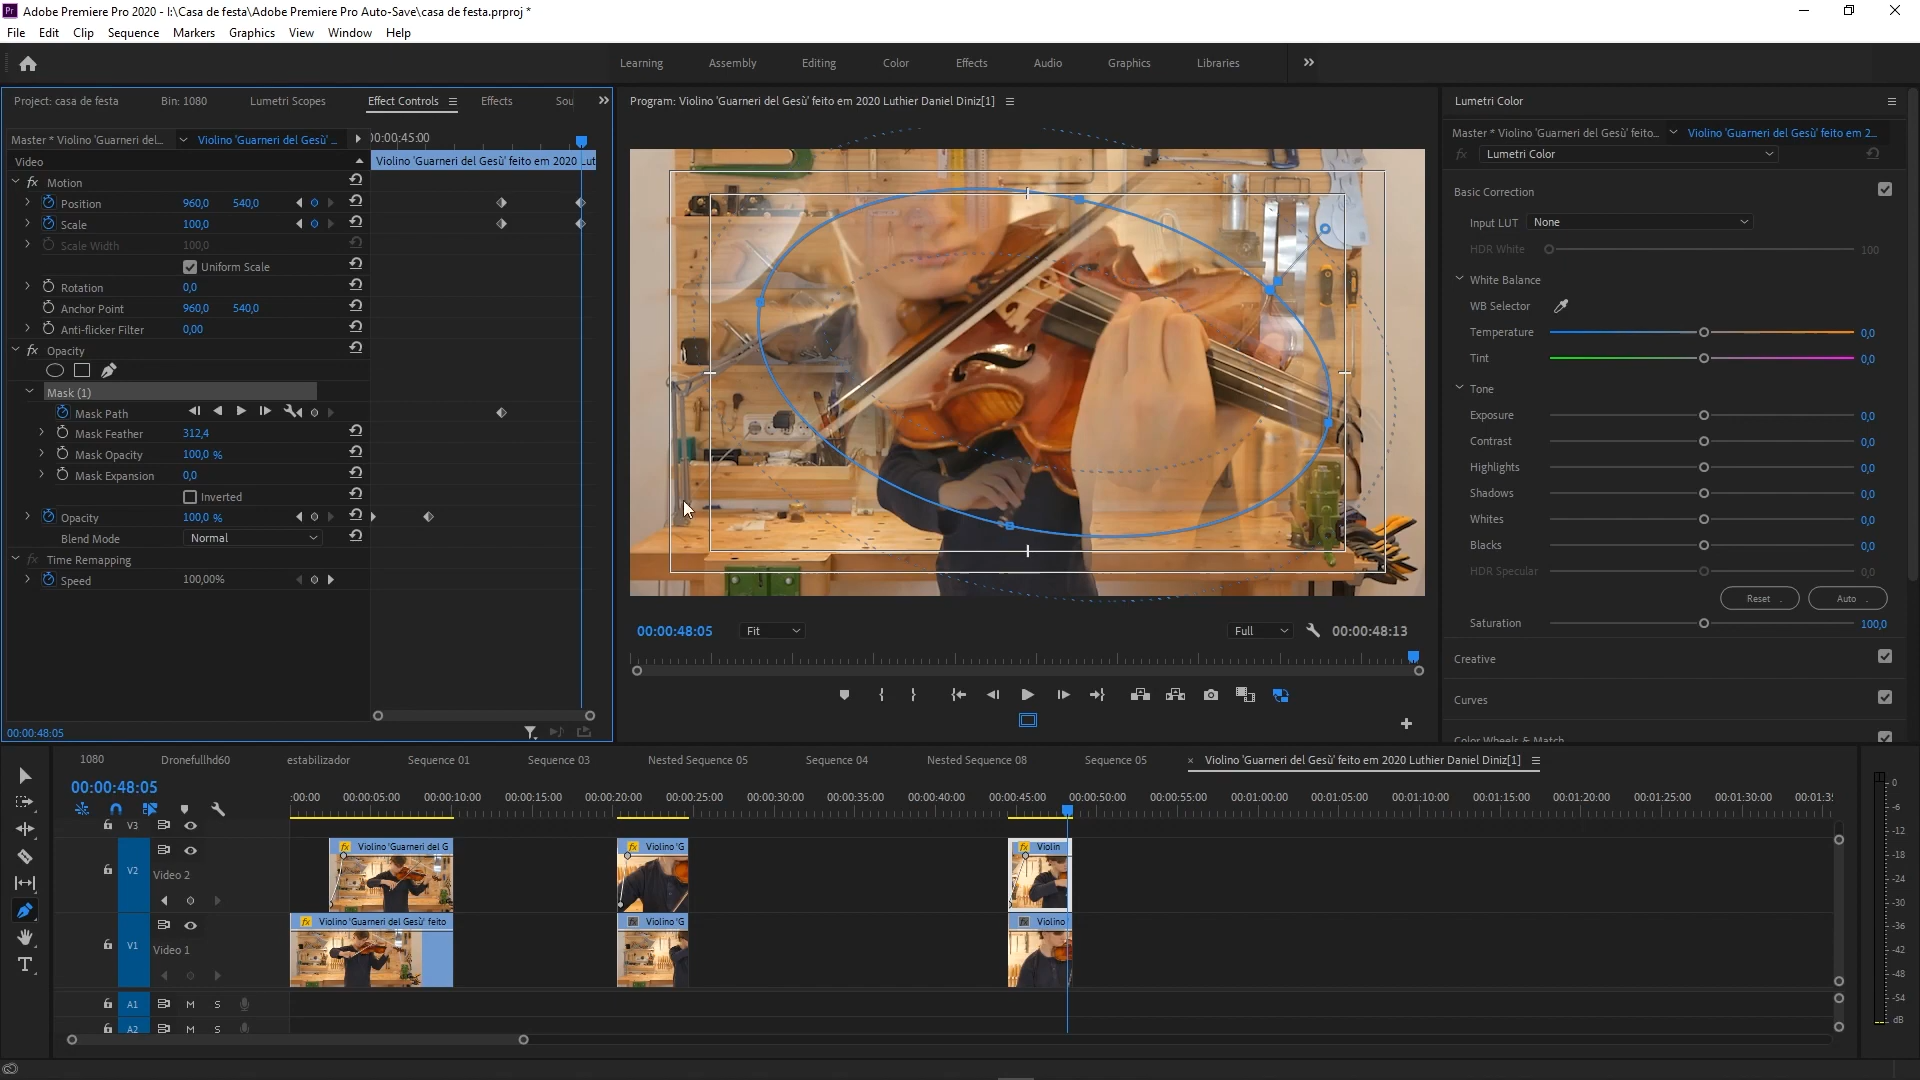 Adobe Premiere Pro 2020 - I:\Casa de festa\Adobe Premiere Pro Auto-Save\casa de festa.prproj *
File Edit Clip Sequence Markers Graphics View Window Help
Learning Assembly Editing Color Effects Audio Graphics Libraries
Project: casa de festa Bin: 1080 Lumetri Scopes Effect Controls Effects Sou
Master * Violino 'Guarneri del... Violino 'Guarneri del Gesù' ... 00:00:45:00
Video Violino 'Guarneri del Gesù' feito em 2020 Lut
fx Motion
Position 960,0 540,0
Scale 100,0
Scale Width 100,0
Uniform Scale
Rotation 0,0
Anchor Point 960,0 540,0
Anti-flicker Filter 0,00
fx Opacity
Mask (1)
Mask Path
Mask Feather 312,4
Mask Opacity 100,0 %
Mask Expansion 0,0
Inverted
Opacity 100,0 %
Blend Mode Normal
fx Time Remapping
Speed 100,00%
00:00:48:05
Program: Violino 'Guarneri del Gesù' feito em 2020 Luthier Daniel Diniz[1]
00:00:48:05 Fit Full 00:00:48:13
Lumetri Color
Master * Violino 'Guarneri del Gesù' feito... Violino 'Guarneri del Gesù' feito em 2...
fx Lumetri Color
Basic Correction
Input LUT None
HDR White 100
White Balance
WB Selector
Temperature 0,0
Tint 0,0
Tone
Exposure 0,0
Contrast 0,0
Highlights 0,0
Shadows 0,0
Whites 0,0
Blacks 0,0
HDR Specular 0,0
Reset Auto
Saturation 100,0
Creative
Curves
Color Wheels & Match
1080 Dronefullhd60 estabilizador Sequence 01 Sequence 03 Nested Sequence 05 Sequence 04 Nested Sequence 08 Sequence 05 × Violino 'Guarneri del Gesù' feito em 2020 Luthier Daniel Diniz[1]
00:00:48:05
:00:00 00:00:05:00 00:00:10:00 00:00:15:00 00:00:20:00 00:00:25:00 00:00:30:00 00:00:35:00 00:00:40:00 00:00:45:00 00:00:50:00 00:00:55:00 00:01:00:00 00:01:05:00 00:01:10:00 00:01:15:00 00:01:20:00 00:01:25:00 00:01:30:00 00:01:35
V3
fx Violino 'Guarneri del G fx Violino 'G fx Violin
V2 Video 2
fx Violino 'Guarneri del Gesù' feito fx Violino 'G fx Violino
V1 Video 1
A1 M S
A2 M S
0
-6
-12
-18
-24
-30
-36
-42
-48
-54
dB